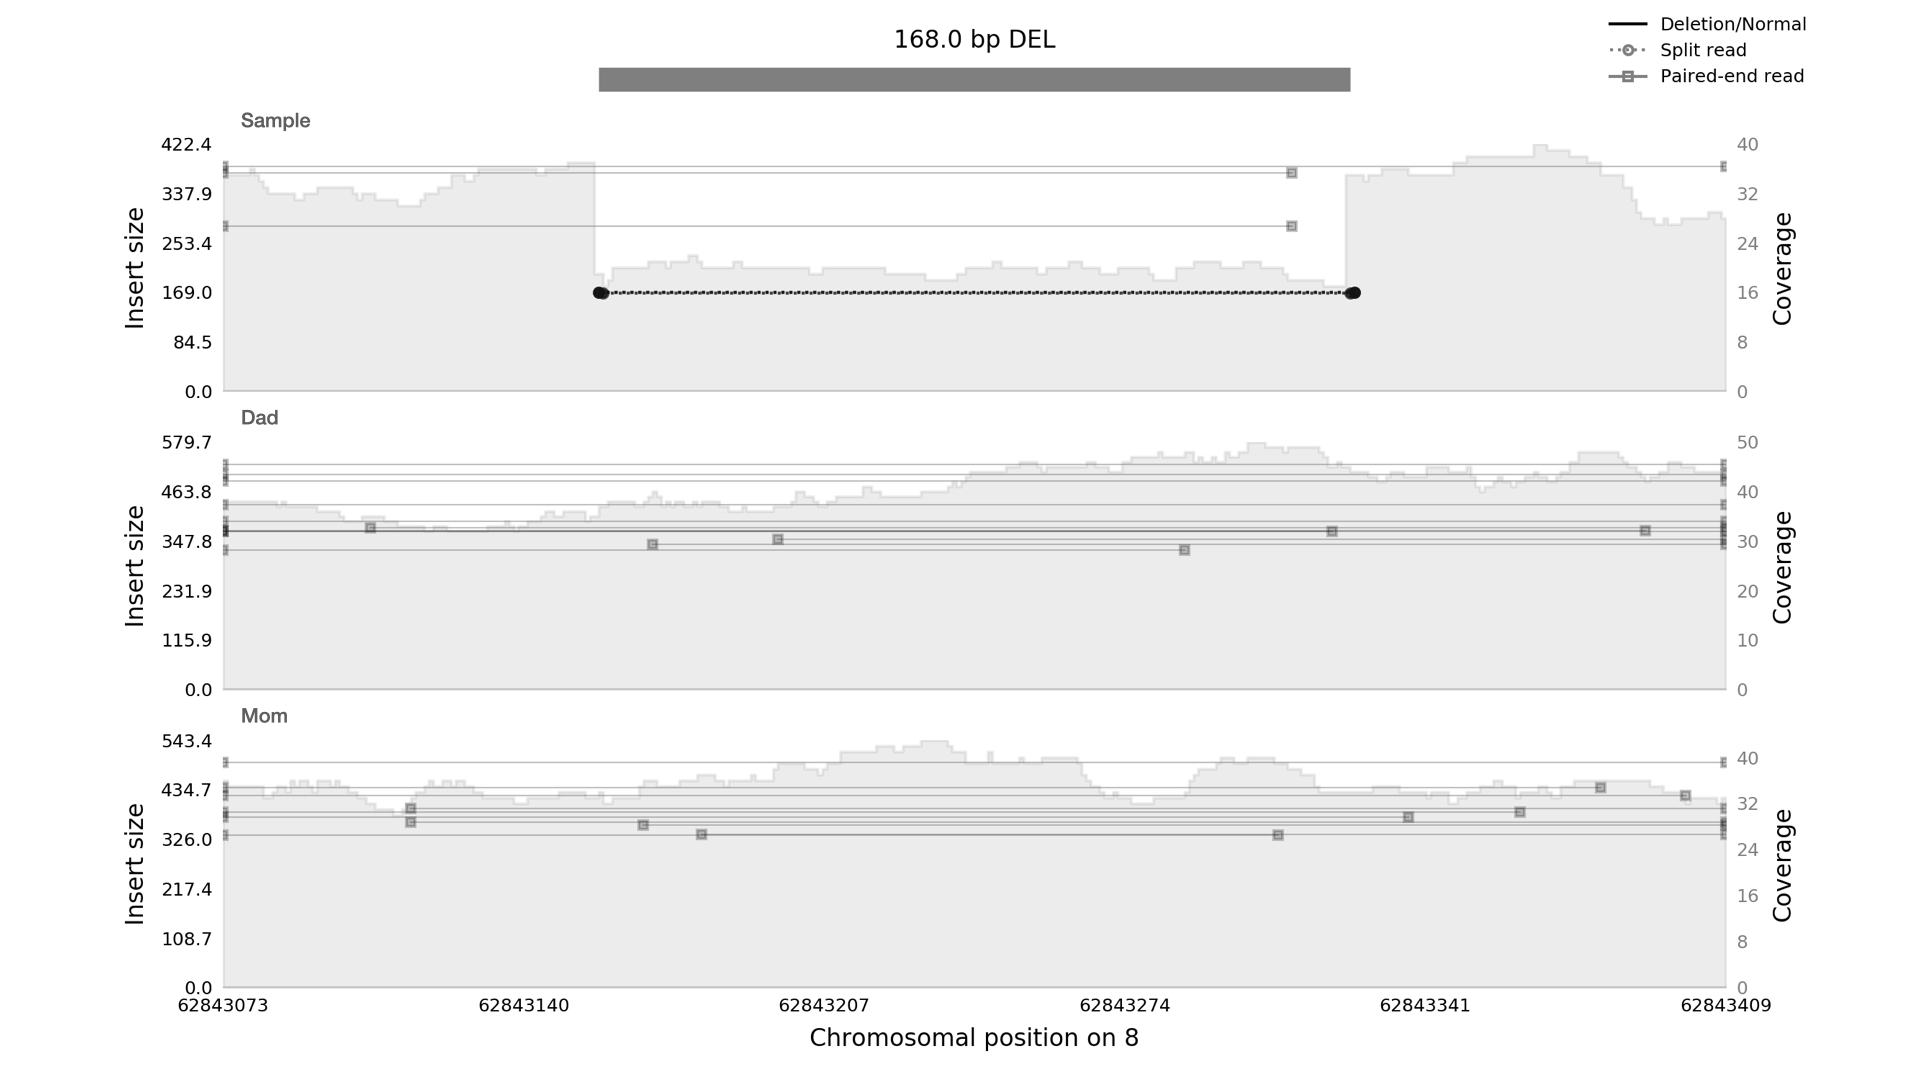 168.0 bp DEL
Deletion/Normal
Split read
Paired-end read
Sample
422.4
337.9
253.4
169.0
84.5
0.0
Insert size
40
32
24
16
8
0
Coverage
Dad
579.7
463.8
347.8
231.9
115.9
0.0
Insert size
50
40
30
20
10
0
Coverage
Mom
543.4
434.7
326.0
217.4
108.7
0.0
Insert size
40
32
24
16
8
0
Coverage
62843073 62843140 62843207 62843274 62843341 62843409
Chromosomal position on 8